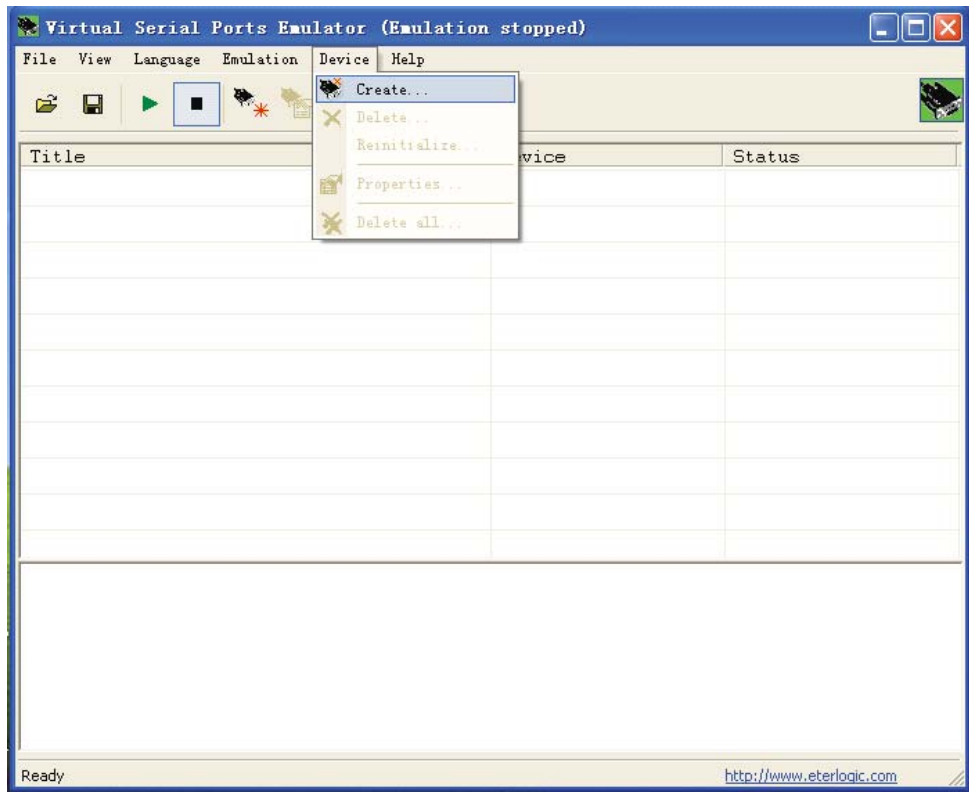 Virtual Serial Ports Emulator (Emulation stopped)
File View Language Emulation Device Help
Create...
Delete...
Reinitialize...
Properties...
Delete all...
Title vice Status
Ready http://www.eterlogic.com